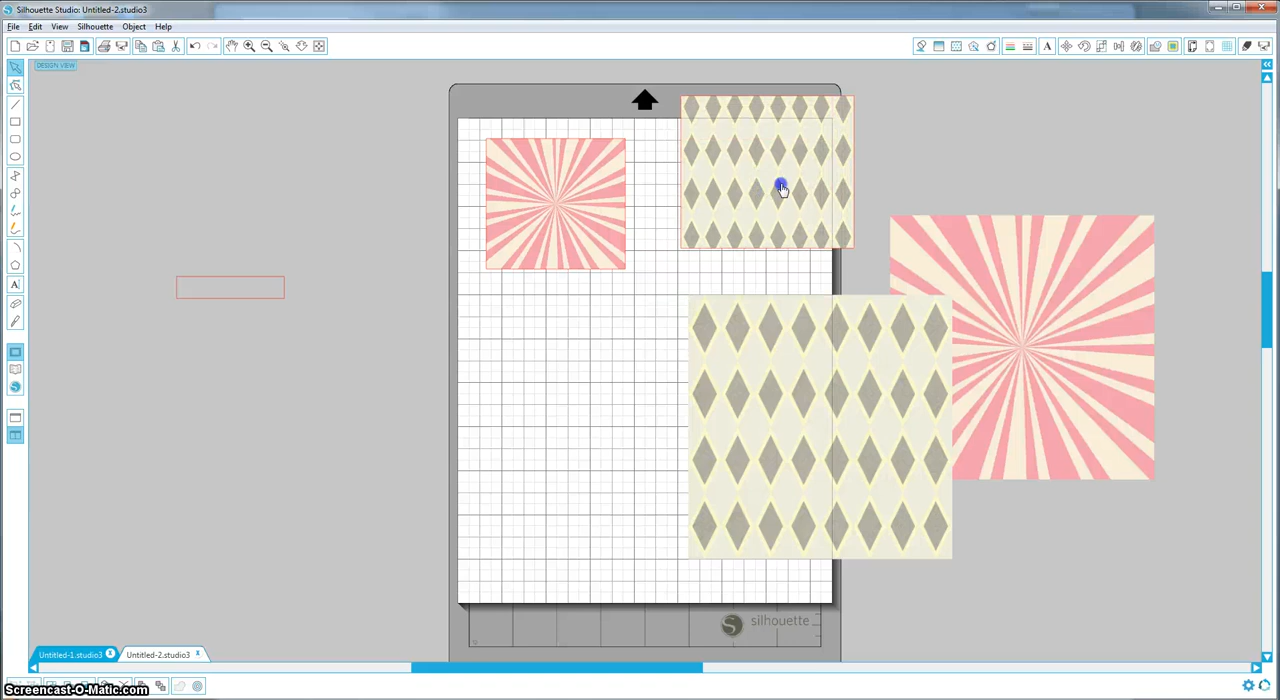 Silhouette Studio: Untitled-2.studio3
File Edit View Silhouette Object Help
DESIGN VIEW
A
A
silhouette
Untitled-1.studio3 x Untitled-2.studio3 x
Screencast-O-Matic.com